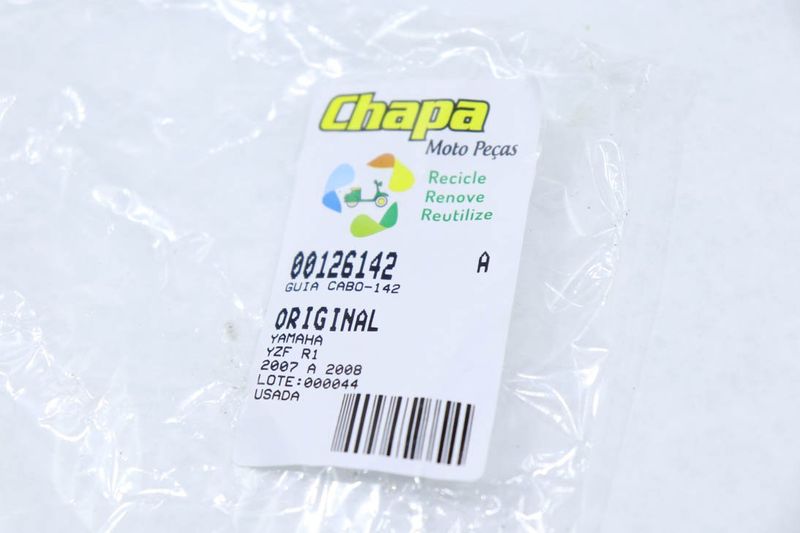 Chapa
Moto Peças
Recicle
Renove
Reutilize
00126142 A
GUIA CABO-142
ORIGINAL
YAMAHA
YZF R1
2007 A 2008
LOTE:000044
USADA